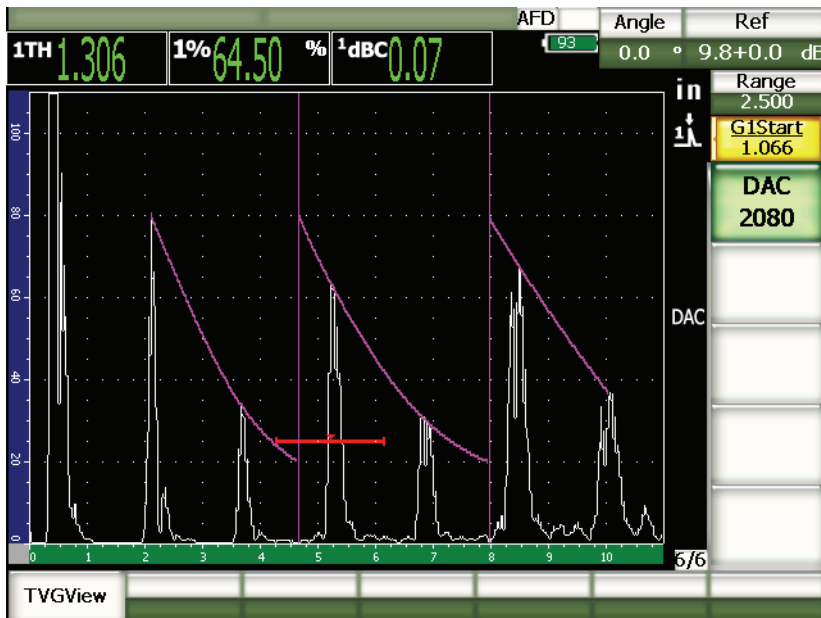 AFD
Angle
Ref
1TH 1.306
1% 64.50 %
1dBC 0.07
93
0.0 °
9.8+0.0 dE
in
Range
2.500
1
G1Start
1.066
DAC
2080
DAC
100
80
60
40
20
0
0 1 2 3 4 5 6 7 8 9 10
6/6
TVGView